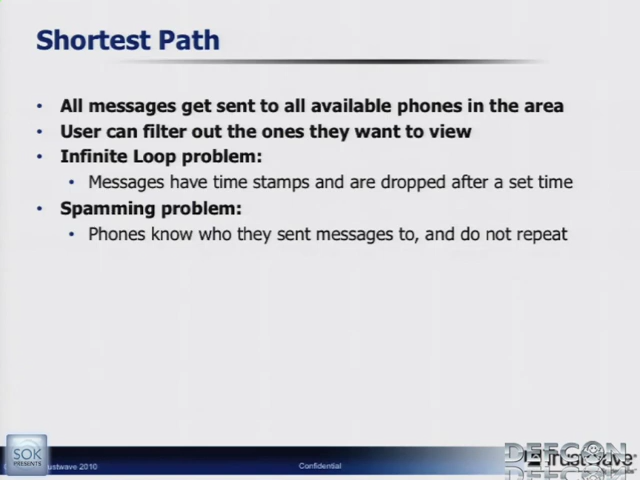 Shortest Path
• All messages get sent to all available phones in the area
• User can filter out the ones they want to view
• Infinite Loop problem:
• Messages have time stamps and are dropped after a set time
• Spamming problem:
• Phones know who they sent messages to, and do not repeat
SOK
PRESENTS
Trustwave 2010
Confidential
DEFCON
Trustwave®